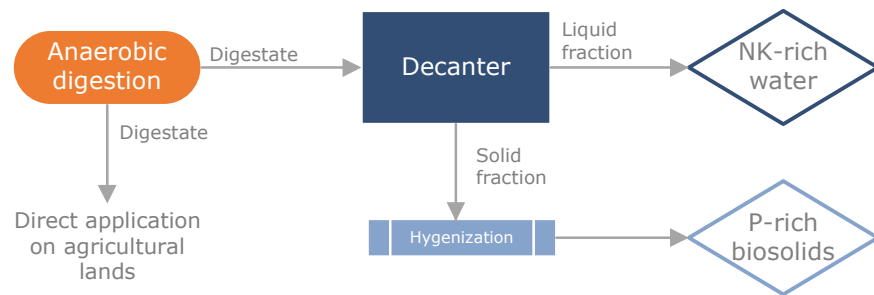 Anaerobic
digestion
Digestate
Decanter
Liquid
fraction
NK-rich
water
Digestate
Solid
fraction
Direct application
on agricultural
lands
Hygenization
P-rich
biosolids